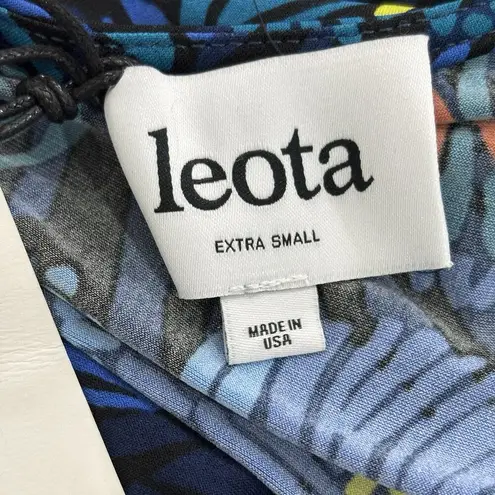 leota
EXTRA SMALL
MADE IN
USA